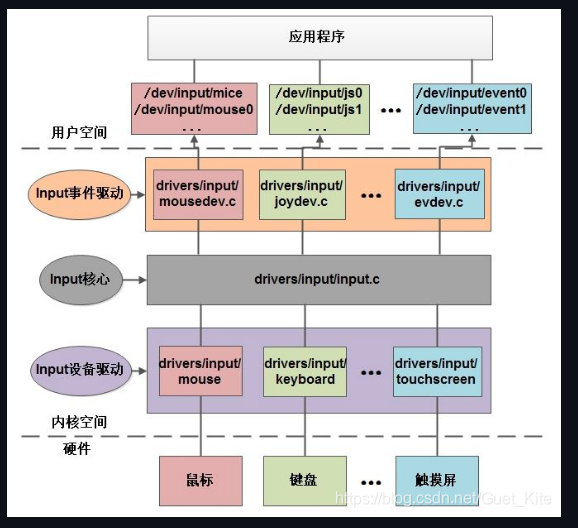 应用程序
/dev/input/mice
/dev/input/mouse0
...
/dev/input/js0
/dev/input/js1
...
•••
/dev/input/event0
/dev/input/event1
...
用户空间
Input事件驱动
drivers/input/
mousedev.c
drivers/input/
joydev.c
•••
drivers/input/
evdev.c
Input核心
drivers/input/input.c
Input设备驱动
drivers/input/
mouse
drivers/input/
keyboard
•••
drivers/input/
touchscreen
内核空间
硬件
鼠标
键盘
•••
触摸屏
https://blog.csdn.net/Guet_Kite